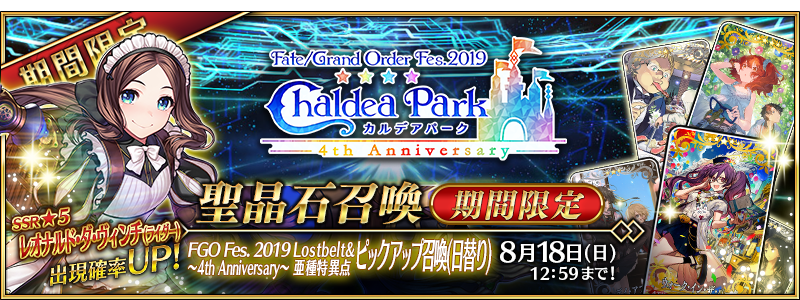 期間限定
Fate/Grand Order Fes. 2019
Chaldea Park
カルデアパーク
4th Anniversary
聖晶石召喚
期間限定
SSR★5
レオナルド・ダ・ヴィンチ(ライダー)
出現確率UP!
FGO Fes. 2019 Lostbelt&
～4th Anniversary～ 亜種特異点
ピックアップ召喚(日替り)
8月18日(日)
12:59まで!